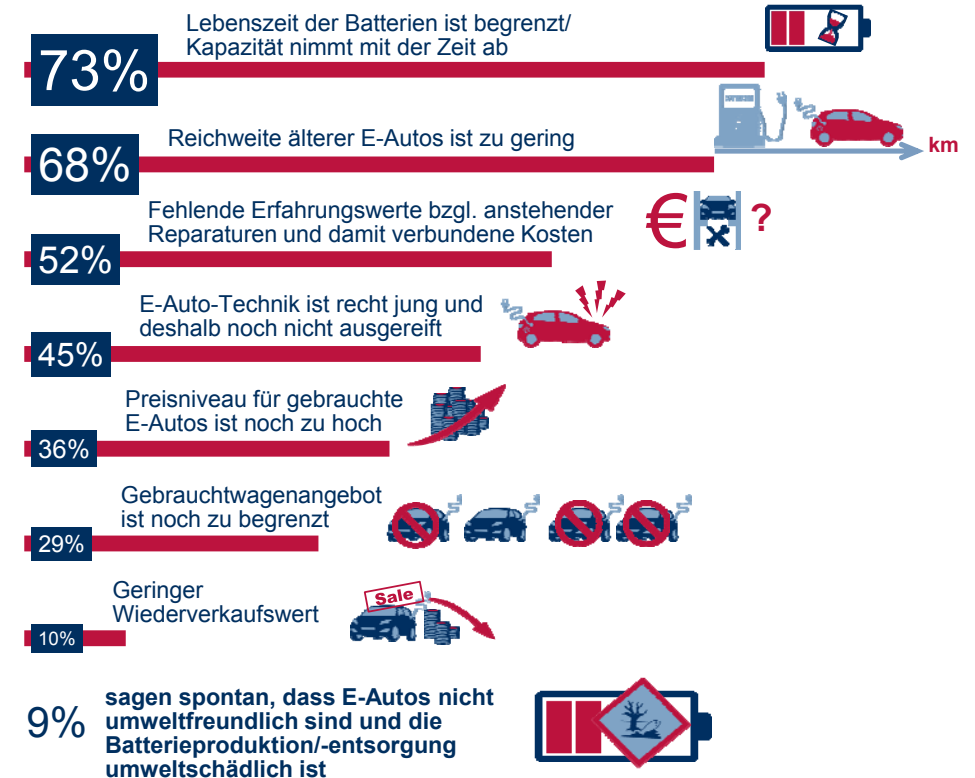 Lebenszeit der Batterien ist begrenzt/
Kapazität nimmt mit der Zeit ab
73%
Reichweite älterer E-Autos ist zu gering
km
68%
Fehlende Erfahrungswerte bzgl. anstehender
Reparaturen und damit verbundene Kosten
€ ?
52%
E-Auto-Technik ist recht jung und
deshalb noch nicht ausgereift
45%
Preisniveau für gebrauchte
E-Autos ist noch zu hoch
36%
Gebrauchtwagenangebot
ist noch zu begrenzt
29%
Geringer
Wiederverkaufswert
Sale
10%
9%
sagen spontan, dass E-Autos nicht
umweltfreundlich sind und die
Batterieproduktion/-entsorgung
umweltschädlich ist